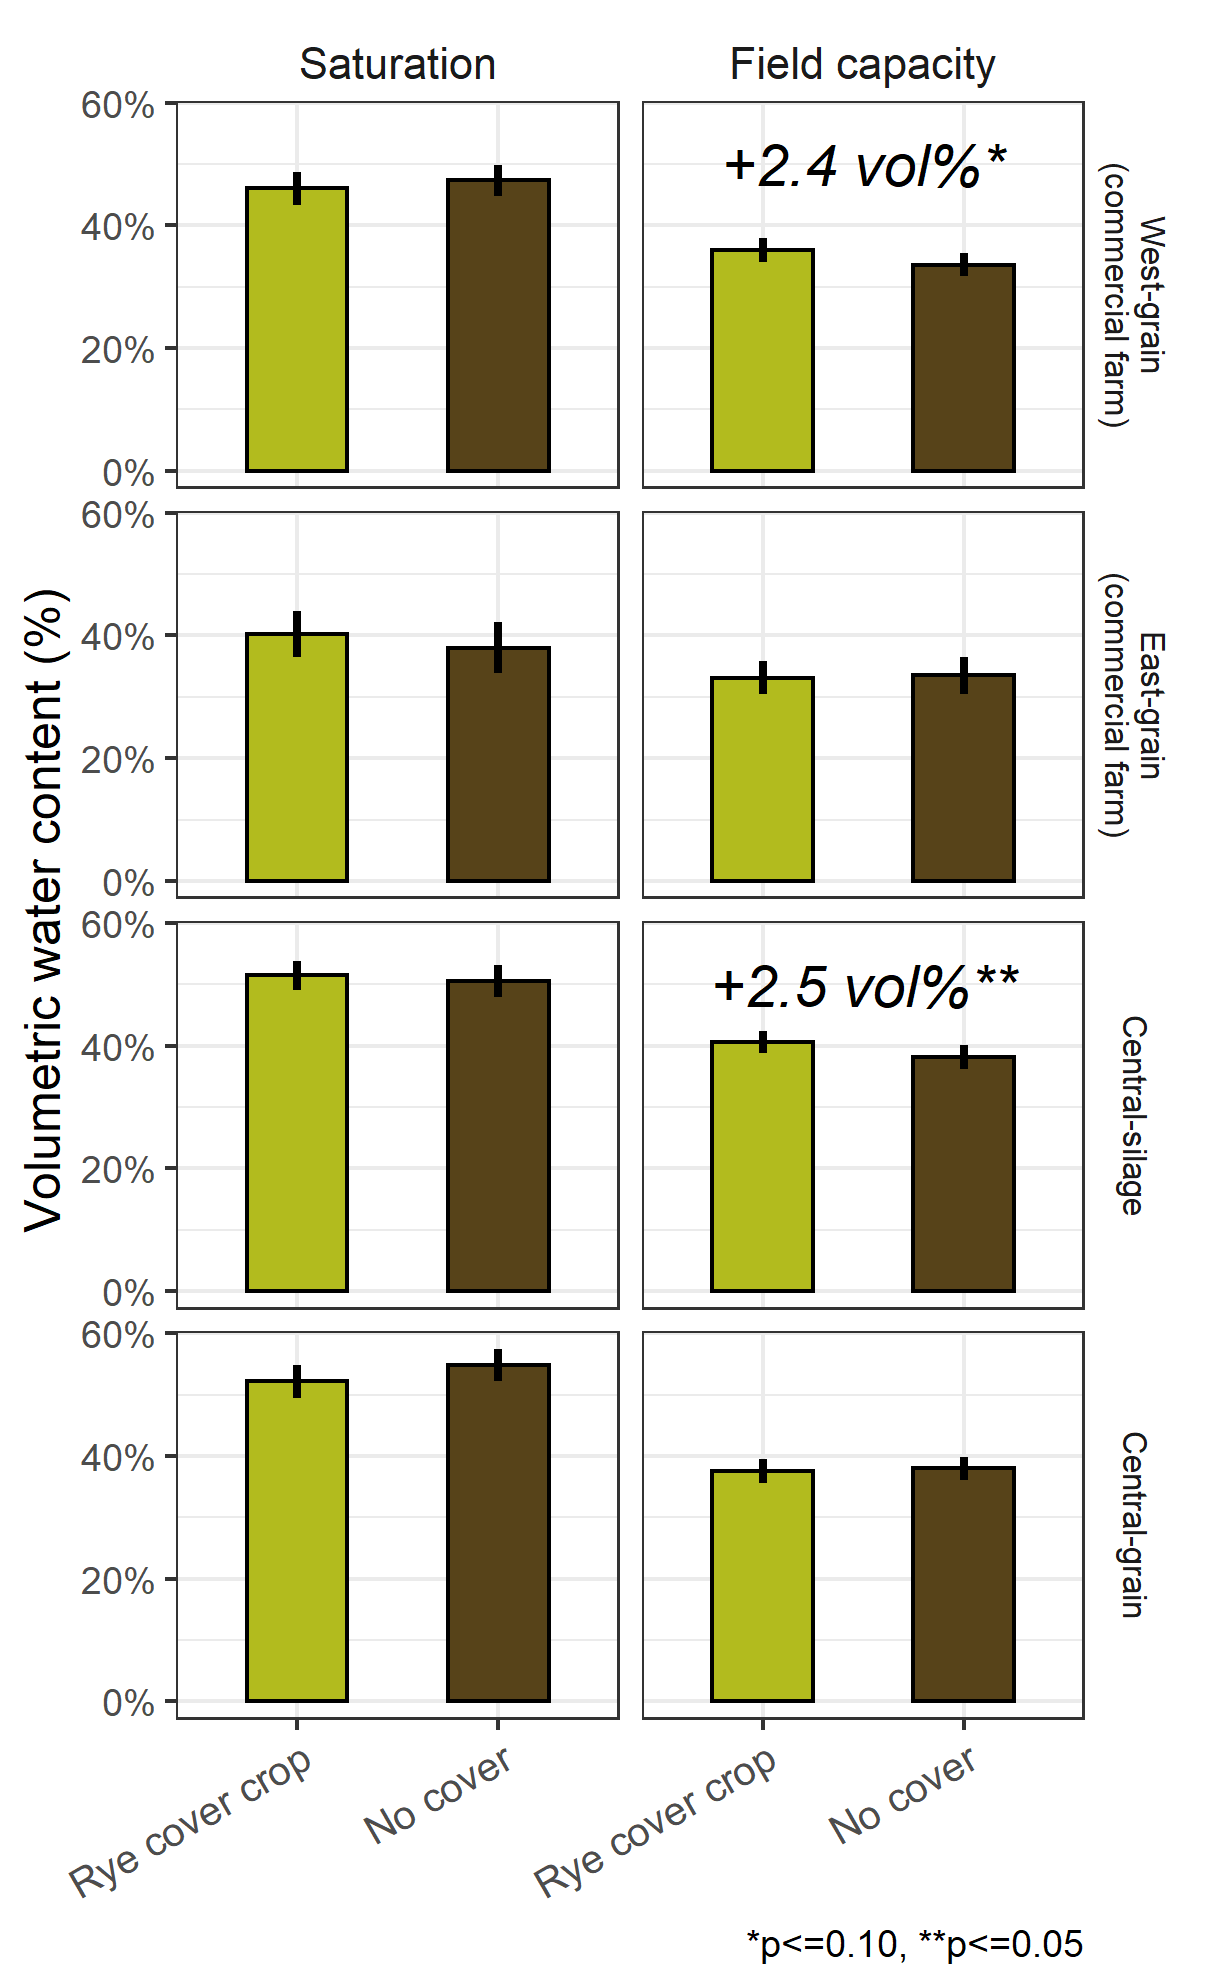 Saturation
Field capacity
Volumetric water content (%)
60%
40%
20%
0%
+2.4 vol%*
West-grain
(commercial farm)
60%
40%
20%
0%
East-grain
(commercial farm)
60%
40%
20%
0%
+2.5 vol%**
Central-silage
60%
40%
20%
0%
Central-grain
Rye cover crop
No cover
Rye cover crop
No cover
*p<=0.10, **p<=0.05